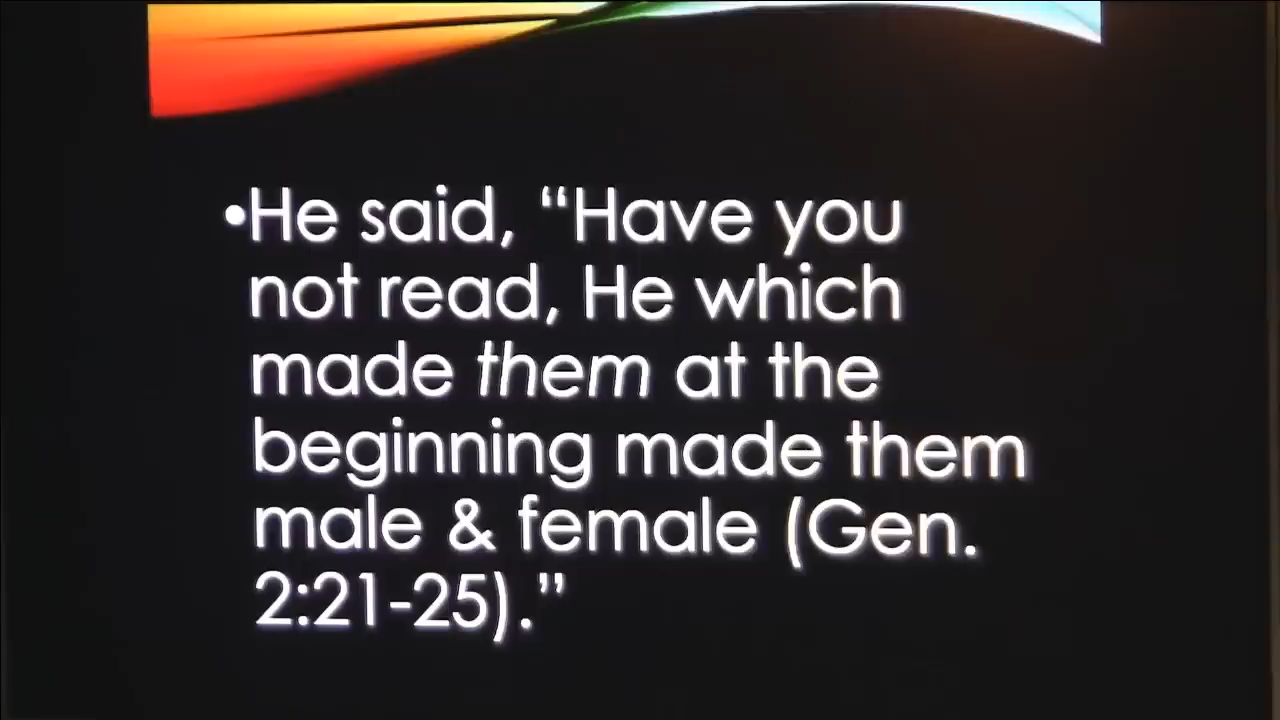 •He said, “Have you
not read, He which
made them at the
beginning made them
male & female (Gen.
2:21-25).”